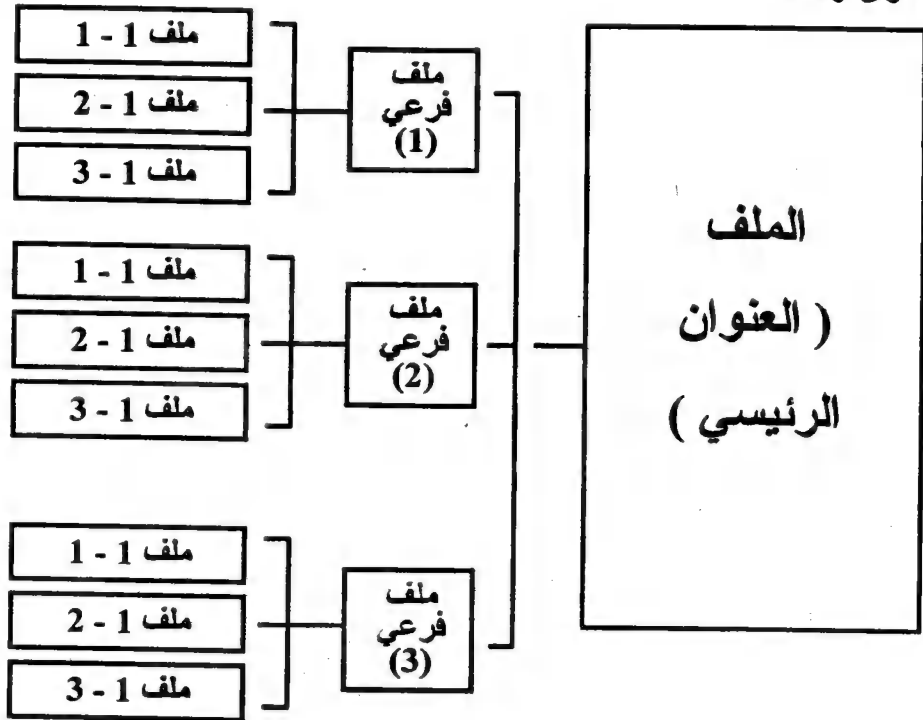 الملف
( العنوان
الرئيسي )
ملف
فرعي
(1)
ملف 1 - 1
ملف 1 - 2
ملف 1 - 3
ملف
فرعي
(2)
ملف 1 - 1
ملف 1 - 2
ملف 1 - 3
ملف
فرعي
(3)
ملف 1 - 1
ملف 1 - 2
ملف 1 - 3